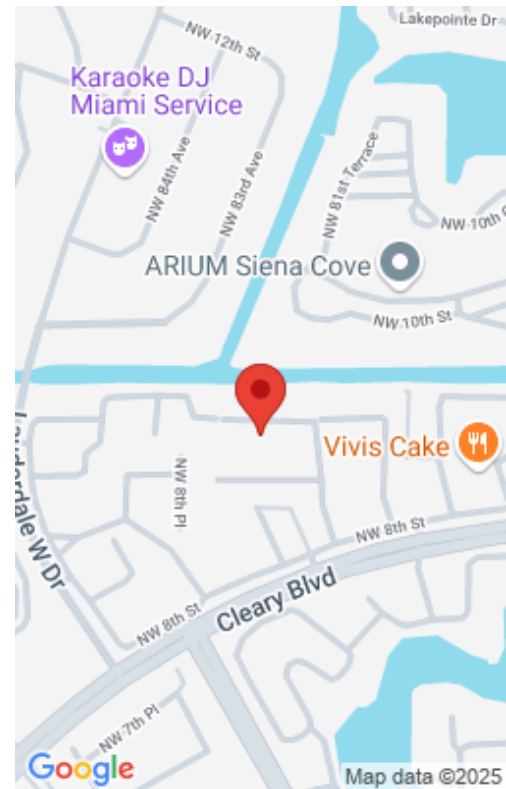 Lakepointe Dr
NW 12th St
Karaoke DJ
Miami Service
NW 84th Ave
NW 83rd Ave
NW 81st Terrace
NW 10th
ARIUM Siena Cove
NW 10th St
Lauderdale W Dr
NW 8th Pl
Vivis Cake
NW 8th St
Cleary Blvd
NW 8th St
NW 7th Pl
Google
Map data ©2025